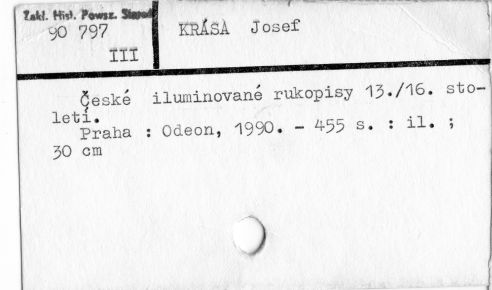 Zakł. Hist. Powsz. Starod
90 797
III
KRÁSA Josef
České iluminované rukopisy 13./16. sto-
letí.
Praha : Odeon, 1990. - 455 s. : il. ;
30 cm